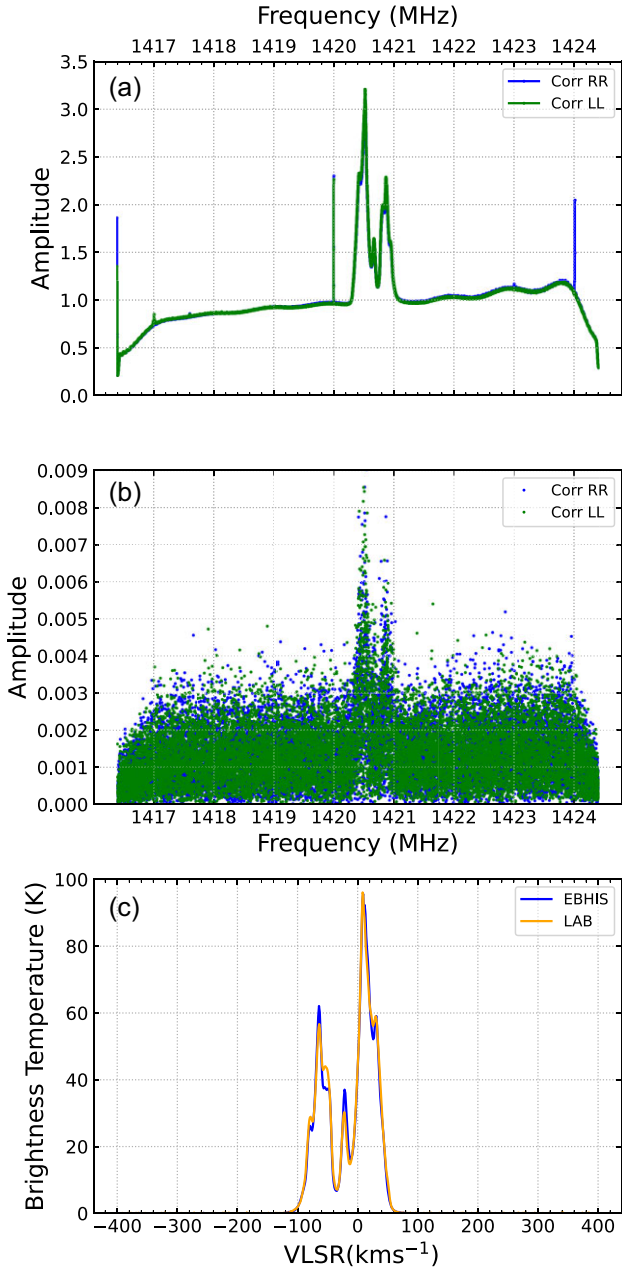 Frequency (MHz)
1417 1418 1419 1420 1421 1422 1423 1424
(a)
Corr RR
Corr LL
Amplitude
3.5
3.0
2.5
2.0
1.5
1.0
0.5
0.0
(b)
Corr RR
Corr LL
Amplitude
0.009
0.008
0.007
0.006
0.005
0.004
0.003
0.002
0.001
0.000
1417 1418 1419 1420 1421 1422 1423 1424
Frequency (MHz)
(c)
EBHIS
LAB
Brightness Temperature (K)
100
80
60
40
20
0
−400 −300 −200 −100 0 100 200 300 400
VLSR(kms⁻¹)